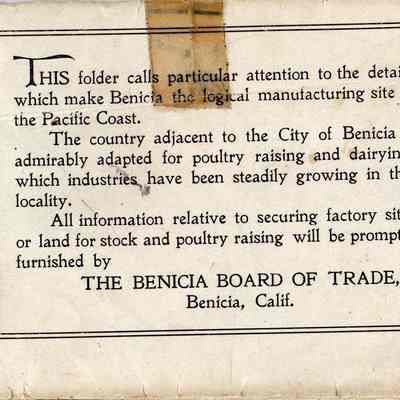 THIS folder calls particular attention to the detai
which make Benicia the logical manufacturing site
the Pacific Coast.
The country adjacent to the City of Benicia
admirably adapted for poultry raising and dairyin
which industries have been steadily growing in th
locality.
All information relative to securing factory sit
or land for stock and poultry raising will be prompt
furnished by
THE BENICIA BOARD OF TRADE,
Benicia, Calif.